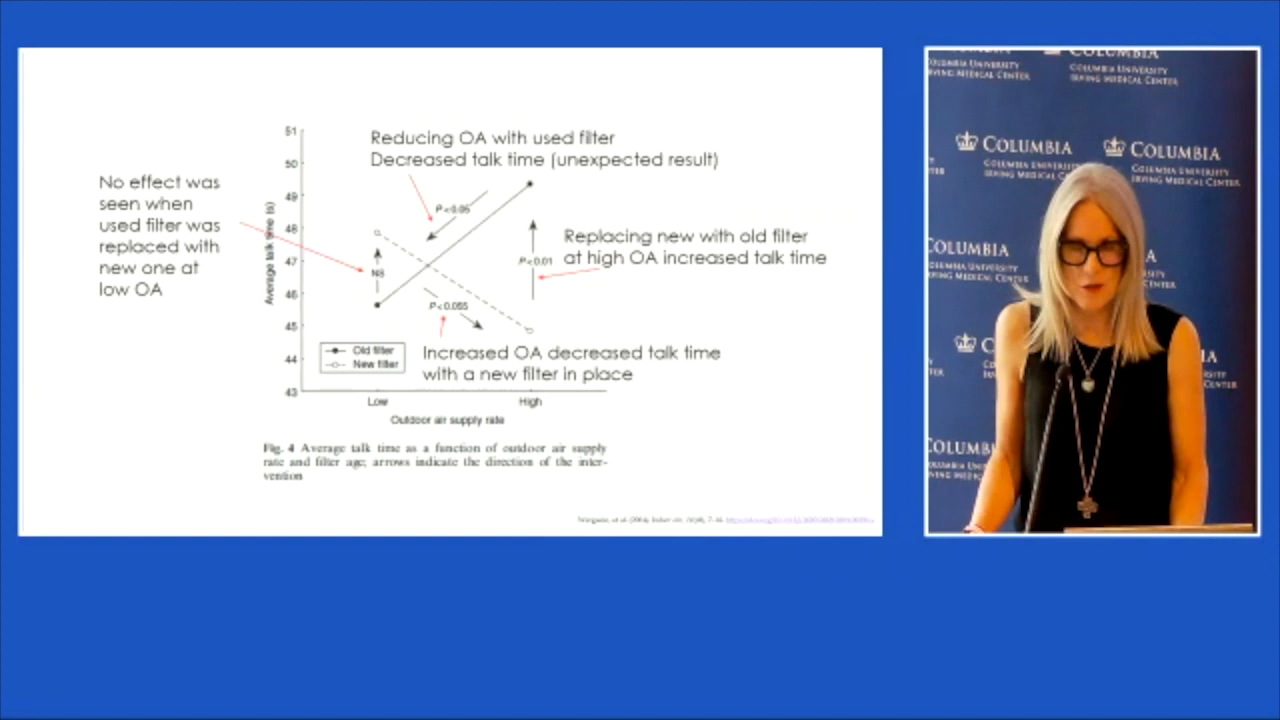 Reducing OA with used filter
Decreased talk time (unexpected result)
No effect was
seen when
used filter was
replaced with
new one at
low OA
Replacing new with old filter
at high OA increased talk time
Increased OA decreased talk time
with a new filter in place
51
50
49
48
47
46
45
44
43
Average talk time (s)
P<0.05
NS
P<0.01
P<0.055
Old filter
New filter
Low
High
Outdoor air supply rate
Fig. 4 Average talk time as a function of outdoor air supply
rate and filter age; arrows indicate the direction of the inter-
vention
COLUMBIA
COLUMBIA UNIVERSITY
IRVING MEDICAL CENTER
COLUMBIA
COLUMBIA
COLUMBIA UNIVERSITY
IRVING MEDICAL CENTER